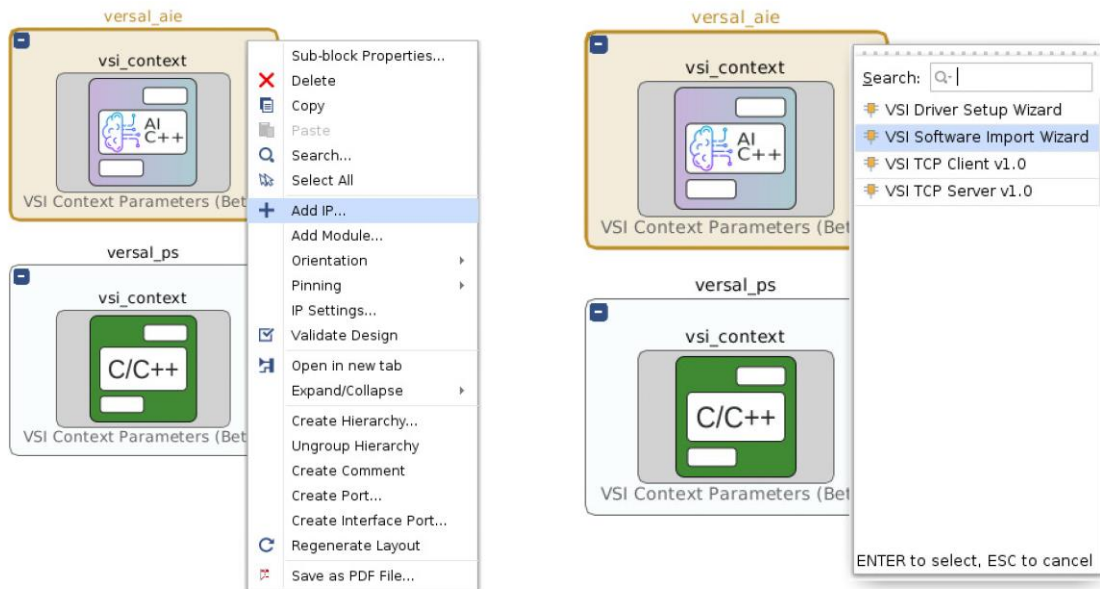 versal_aie
vsi_context
AI
C++
VSI Context Parameters (Bet
versal_ps
vsi_context
C/C++
VSI Context Parameters (Bet
Sub-block Properties...
Delete
Copy
Paste
Search...
Select All
Add IP...
Add Module...
Orientation
Pinning
IP Settings...
Validate Design
Open in new tab
Expand/Collapse
Create Hierarchy...
Ungroup Hierarchy
Create Comment
Create Port...
Create Interface Port...
Regenerate Layout
Save as PDF File...
versal_aie
vsi_context
AI
C++
VSI Context Parameters (Bet
versal_ps
vsi_context
C/C++
VSI Context Parameters (Bet
Search:
VSI Driver Setup Wizard
VSI Software Import Wizard
VSI TCP Client v1.0
VSI TCP Server v1.0
ENTER to select, ESC to cancel